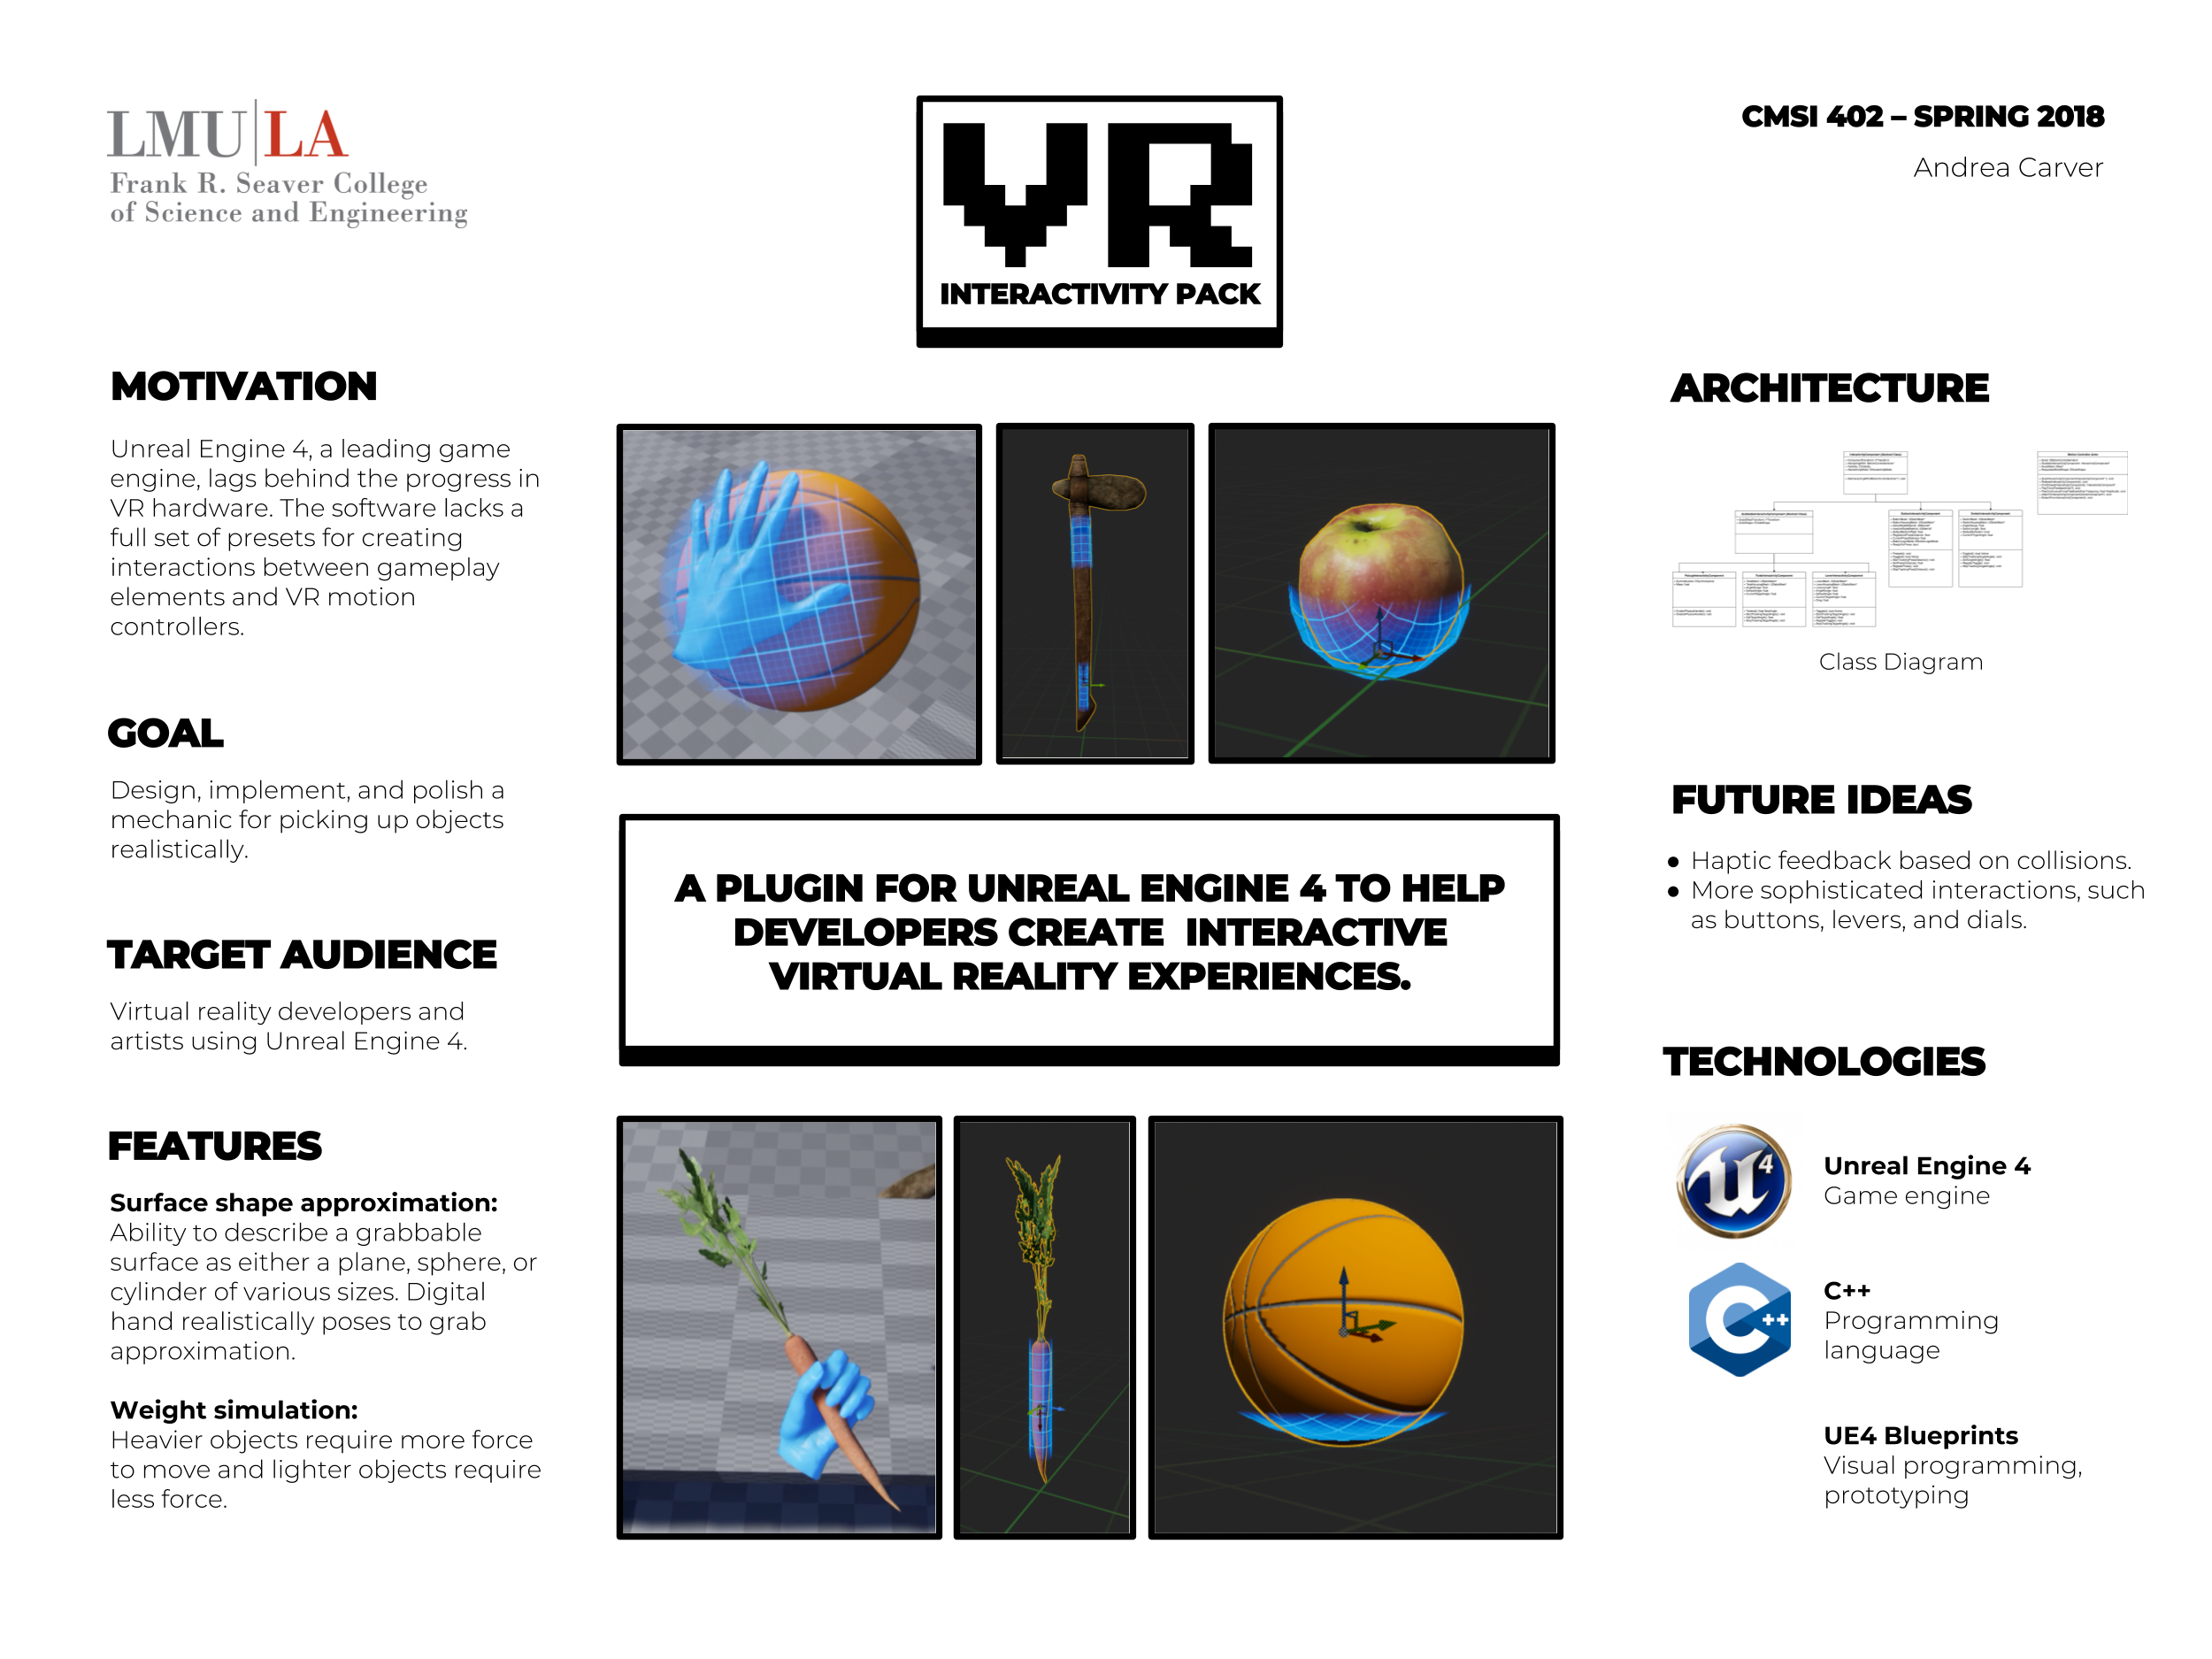 LMU|LA
Frank R. Seaver College
of Science and Engineering
VR
INTERACTIVITY PACK
CMSI 402 – SPRING 2018
Andrea Carver
MOTIVATION
Unreal Engine 4, a leading game
engine, lags behind the progress in
VR hardware. The software lacks a
full set of presets for creating
interactions between gameplay
elements and VR motion
controllers.
GOAL
Design, implement, and polish a
mechanic for picking up objects
realistically.
TARGET AUDIENCE
Virtual reality developers and
artists using Unreal Engine 4.
FEATURES
Surface shape approximation:
Ability to describe a grabbable
surface as either a plane, sphere, or
cylinder of various sizes. Digital
hand realistically poses to grab
approximation.
Weight simulation:
Heavier objects require more force
to move and lighter objects require
less force.
A PLUGIN FOR UNREAL ENGINE 4 TO HELP
DEVELOPERS CREATE INTERACTIVE
VIRTUAL REALITY EXPERIENCES.
ARCHITECTURE
Class Diagram
FUTURE IDEAS
● Haptic feedback based on collisions.
● More sophisticated interactions, such
as buttons, levers, and dials.
TECHNOLOGIES
U4
Unreal Engine 4
Game engine
C++
C++
Programming
language
UE4 Blueprints
Visual programming,
prototyping